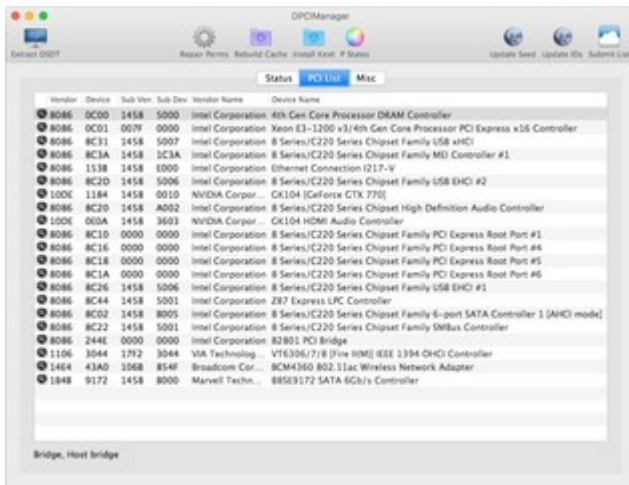 DPCIManager
Extract DSDT Repair Perms Rebuild Cache Install Kext P States Update Seed Update IDs Submit List
Status PCI List Misc
Vendor Device Sub Ven Sub Dev Vendor Name Device Name
8086 0C00 1458 5000 Intel Corporation 4th Gen Core Processor DRAM Controller
8086 0C01 007F 0000 Intel Corporation Xeon E3-1200 v3/4th Gen Core Processor PCI Express x16 Controller
8086 8C31 1458 5007 Intel Corporation 8 Series/C220 Series Chipset Family USB xHCI
8086 8C3A 1458 1C3A Intel Corporation 8 Series/C220 Series Chipset Family MEI Controller #1
8086 1538 1458 E000 Intel Corporation Ethernet Connection I217-V
8086 8C2D 1458 5006 Intel Corporation 8 Series/C220 Series Chipset Family USB EHCI #2
10DE 1184 1458 0010 NVIDIA Corpor... GK104 [GeForce GTX 770]
8086 8C20 1458 A002 Intel Corporation 8 Series/C220 Series Chipset High Definition Audio Controller
10DE 0E0A 1458 3603 NVIDIA Corpor... GK104 HDMI Audio Controller
8086 8C10 0000 0000 Intel Corporation 8 Series/C220 Series Chipset Family PCI Express Root Port #1
8086 8C16 0000 0000 Intel Corporation 8 Series/C220 Series Chipset Family PCI Express Root Port #4
8086 8C18 0000 0000 Intel Corporation 8 Series/C220 Series Chipset Family PCI Express Root Port #5
8086 8C1A 0000 0000 Intel Corporation 8 Series/C220 Series Chipset Family PCI Express Root Port #6
8086 8C26 1458 5006 Intel Corporation 8 Series/C220 Series Chipset Family USB EHCI #1
8086 8C44 1458 5001 Intel Corporation Z87 Express LPC Controller
8086 8C02 1458 B005 Intel Corporation 8 Series/C220 Series Chipset Family 6-port SATA Controller 1 [AHCI mode]
8086 8C22 1458 5001 Intel Corporation 8 Series/C220 Series Chipset Family SMBus Controller
8086 244E 0000 0000 Intel Corporation 82801 PCI Bridge
1106 3044 17F2 3044 VIA Technolog... VT6306/7/8 [Fire II(M)] IEEE 1394 OHCI Controller
14E4 43A0 106B 854F Broadcom Cor... BCM4360 802.11ac Wireless Network Adapter
1B4B 9172 1458 B000 Marvell Techn... 88SE9172 SATA 6Gb/s Controller
Bridge, Host bridge